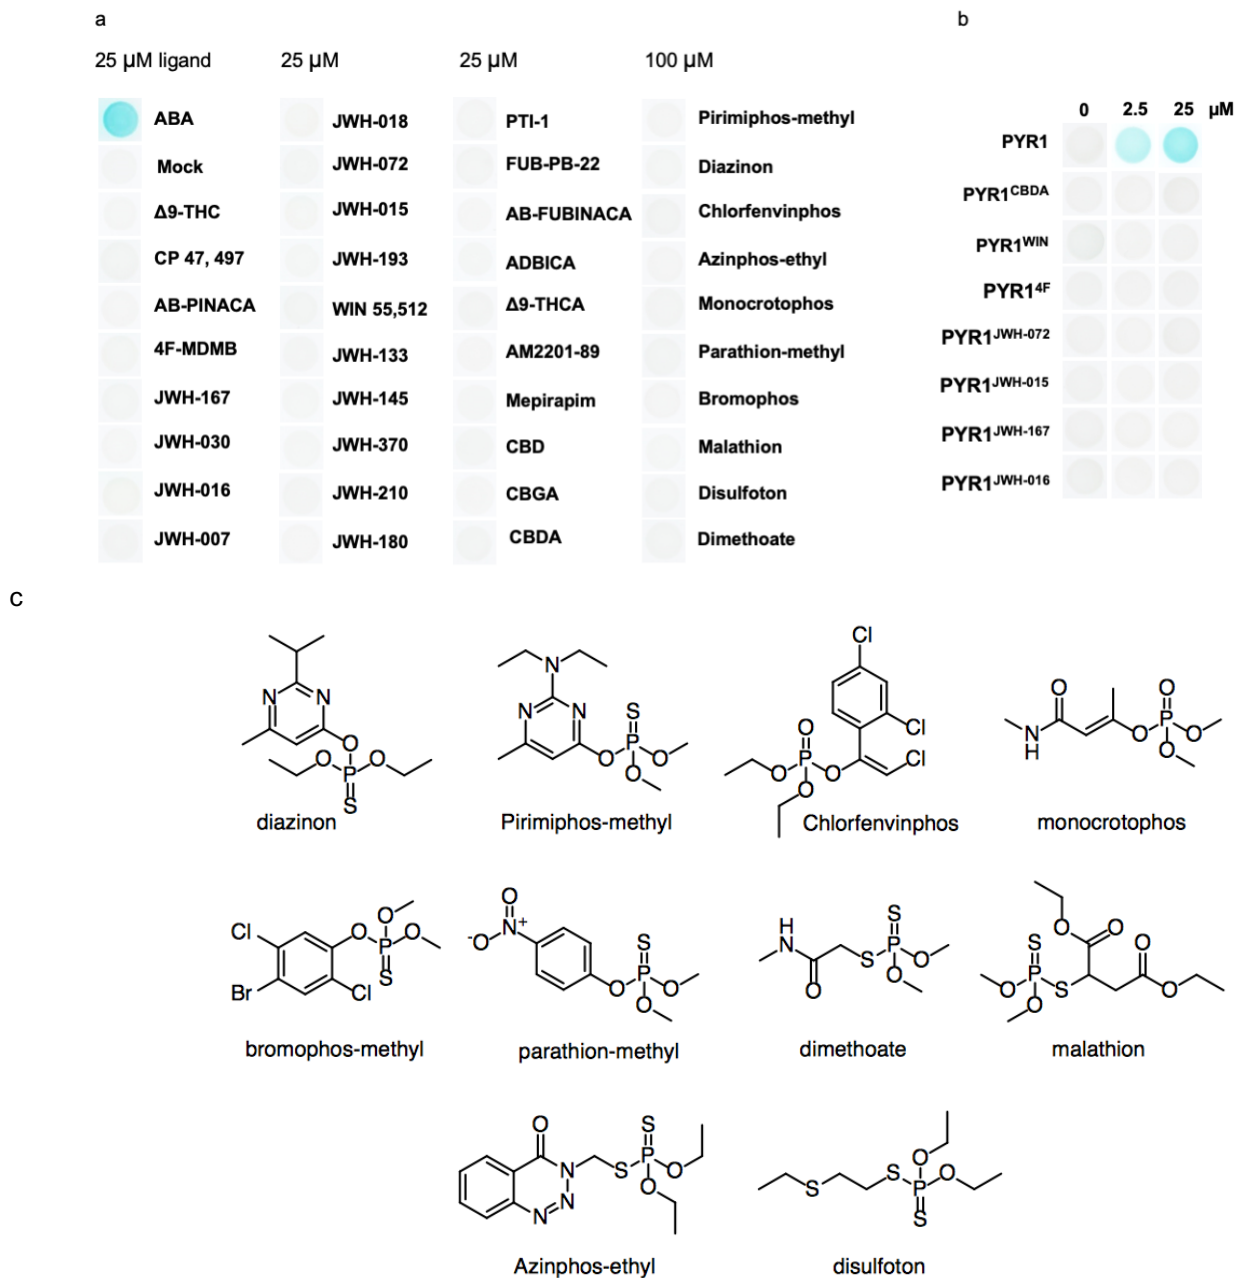 a
b
25 µM ligand 25 µM 25 µM 100 µM
ABA JWH-018 PTI-1 Pirimiphos-methyl
Mock JWH-072 FUB-PB-22 Diazinon
Δ9-THC JWH-015 AB-FUBINACA Chlorfenvinphos
CP 47, 497 JWH-193 ADBICA Azinphos-ethyl
AB-PINACA WIN 55,512 Δ9-THCA Monocrotophos
4F-MDMB JWH-133 AM2201-89 Parathion-methyl
JWH-167 JWH-145 Mepirapim Bromophos
JWH-030 JWH-370 CBD Malathion
JWH-016 JWH-210 CBGA Disulfoton
JWH-007 JWH-180 CBDA Dimethoate
0 2.5 25 µM
PYR1
PYR1CBDA
PYR1WIN
PYR14F
PYR1JWH-072
PYR1JWH-015
PYR1JWH-167
PYR1JWH-016
c
N N O O P O S
diazinon
N N N O S P O O
Pirimiphos-methyl
Cl Cl Cl O O P O O
Chlorfenvinphos
O N H O O P O O
monocrotophos
Cl Br Cl O O P O S
bromophos-methyl
O N+ -O O S P O O
parathion-methyl
H N O S S P O O
dimethoate
O O O O S P O O S
malathion
O N N N S S P O O
Azinphos-ethyl
S S O P O S
disulfoton